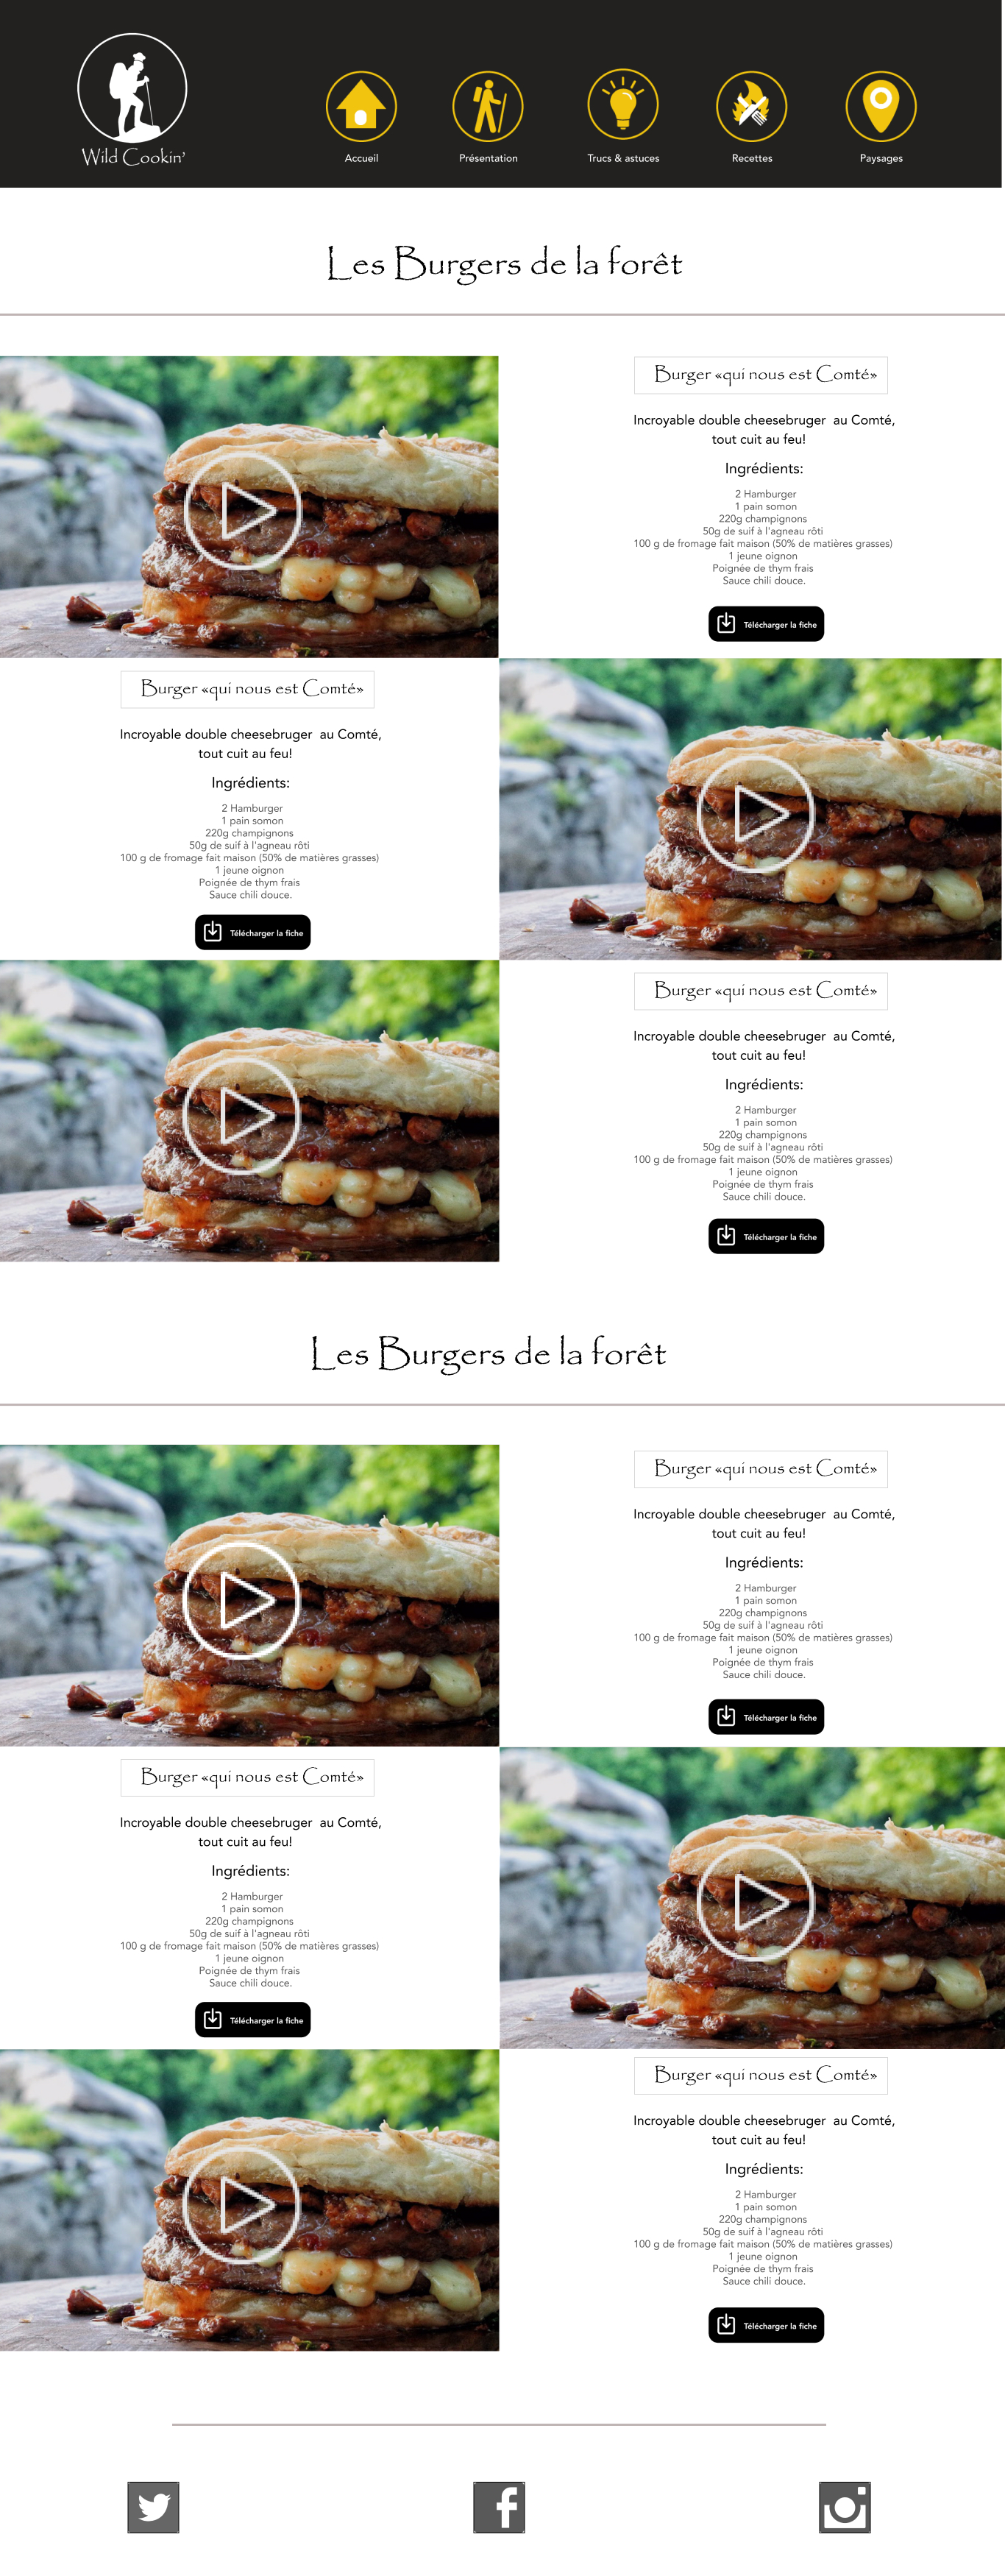 Wild Cookin'
Accueil
Présentation
Trucs & astuces
Recettes
Paysages
Les Burgers de la forêt
Burger «qui nous est Comté»
Incroyable double cheesebruger au Comté,
tout cuit au feu!
Ingrédients:
2 Hamburger
1 pain somon
220g champignons
50g de suif à l'agneau rôti
100 g de fromage fait maison (50% de matières grasses)
1 jeune oignon
Poignée de thym frais
Sauce chili douce.
Télécharger la fiche
Burger «qui nous est Comté»
Incroyable double cheesebruger au Comté,
tout cuit au feu!
Ingrédients:
2 Hamburger
1 pain somon
220g champignons
50g de suif à l'agneau rôti
100 g de fromage fait maison (50% de matières grasses)
1 jeune oignon
Poignée de thym frais
Sauce chili douce.
Télécharger la fiche
Burger «qui nous est Comté»
Incroyable double cheesebruger au Comté,
tout cuit au feu!
Ingrédients:
2 Hamburger
1 pain somon
220g champignons
50g de suif à l'agneau rôti
100 g de fromage fait maison (50% de matières grasses)
1 jeune oignon
Poignée de thym frais
Sauce chili douce.
Télécharger la fiche
Les Burgers de la forêt
Burger «qui nous est Comté»
Incroyable double cheesebruger au Comté,
tout cuit au feu!
Ingrédients:
2 Hamburger
1 pain somon
220g champignons
50g de suif à l'agneau rôti
100 g de fromage fait maison (50% de matières grasses)
1 jeune oignon
Poignée de thym frais
Sauce chili douce.
Télécharger la fiche
Burger «qui nous est Comté»
Incroyable double cheesebruger au Comté,
tout cuit au feu!
Ingrédients:
2 Hamburger
1 pain somon
220g champignons
50g de suif à l'agneau rôti
100 g de fromage fait maison (50% de matières grasses)
1 jeune oignon
Poignée de thym frais
Sauce chili douce.
Télécharger la fiche
Burger «qui nous est Comté»
Incroyable double cheesebruger au Comté,
tout cuit au feu!
Ingrédients:
2 Hamburger
1 pain somon
220g champignons
50g de suif à l'agneau rôti
100 g de fromage fait maison (50% de matières grasses)
1 jeune oignon
Poignée de thym frais
Sauce chili douce.
Télécharger la fiche